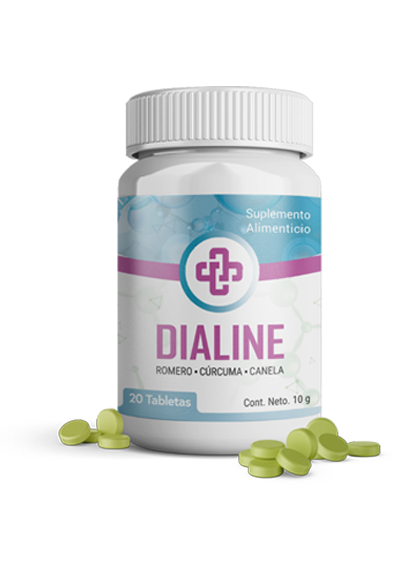 Suplemento
Alimenticio
DIALINE
ROMERO • CÚRCUMA • CANELA
20 Tabletas
Cont. Neto. 10 g